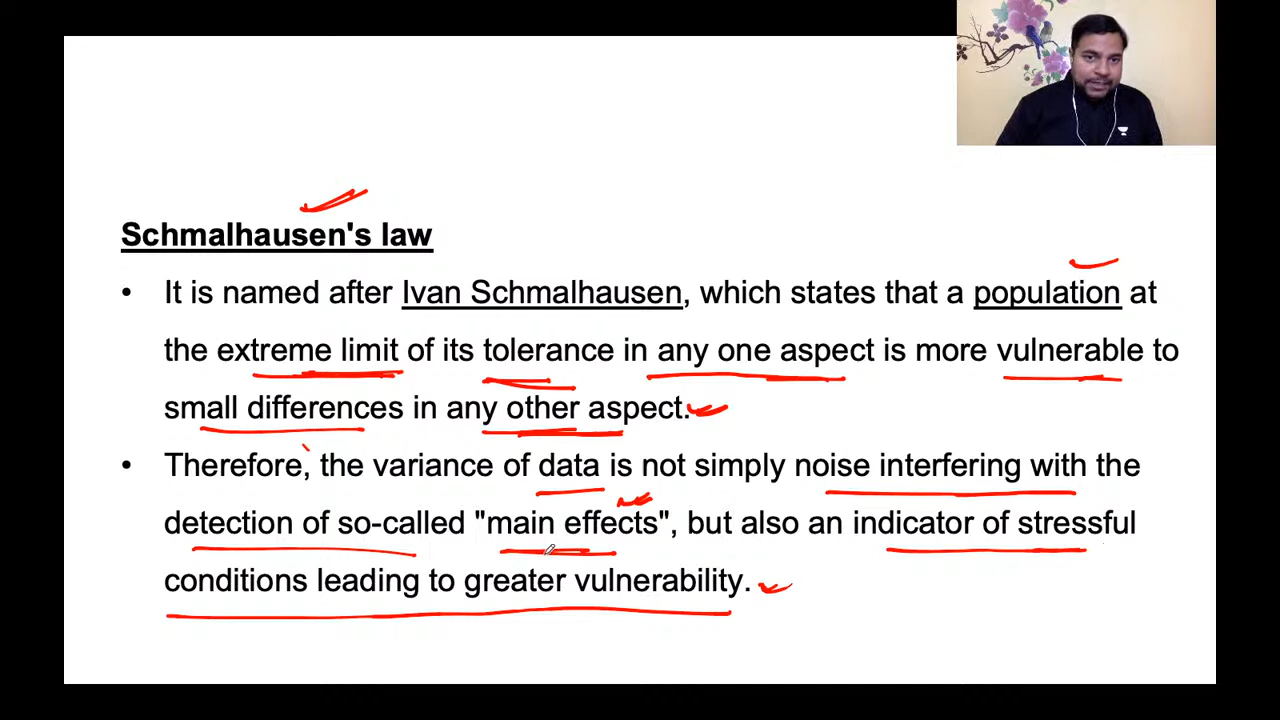 Schmalhausen's law
• It is named after Ivan Schmalhausen, which states that a population at
the extreme limit of its tolerance in any one aspect is more vulnerable to
small differences in any other aspect.
• Therefore, the variance of data is not simply noise interfering with the
detection of so-called "main effects", but also an indicator of stressful
conditions leading to greater vulnerability.